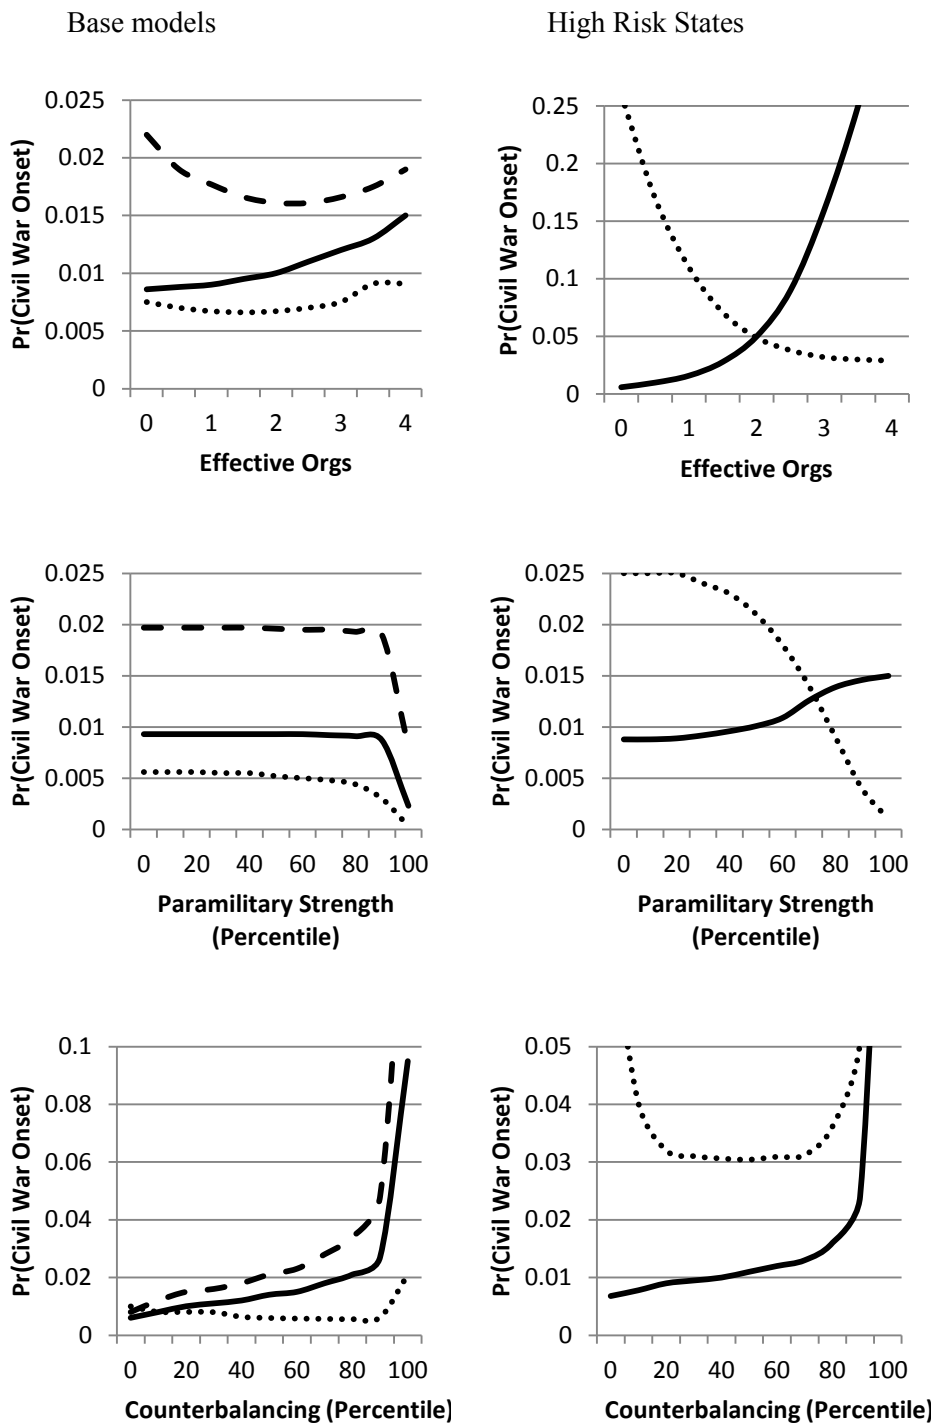 Base models
High Risk States
Pr(Civil War Onset)
0.025
0.02
0.015
0.01
0.005
0
0 1 2 3 4
Effective Orgs
Pr(Civil War Onset)
0.25
0.2
0.15
0.1
0.05
0
0 1 2 3 4
Effective Orgs
Pr(Civil War Onset)
0.025
0.02
0.015
0.01
0.005
0
0 20 40 60 80 100
Paramilitary Strength
(Percentile)
Pr(Civil War Onset)
0.025
0.02
0.015
0.01
0.005
0
0 20 40 60 80 100
Paramilitary Strength
(Percentile)
Pr(Civil War Onset)
0.1
0.08
0.06
0.04
0.02
0
0 20 40 60 80 100
Counterbalancing (Percentile)
Pr(Civil War Onset)
0.05
0.04
0.03
0.02
0.01
0
0 20 40 60 80 100
Counterbalancing (Percentile)